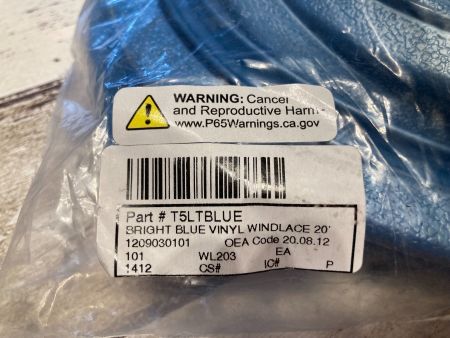 WARNING: Cancer
and Reproductive Harm -
www.P65Warnings.ca.gov
Part # T5LTBLUE
BRIGHT BLUE VINYL WINDLACE 20'
1209030101 OEA Code 20.08.12
101 WL203 EA
1412 CS# IC# P